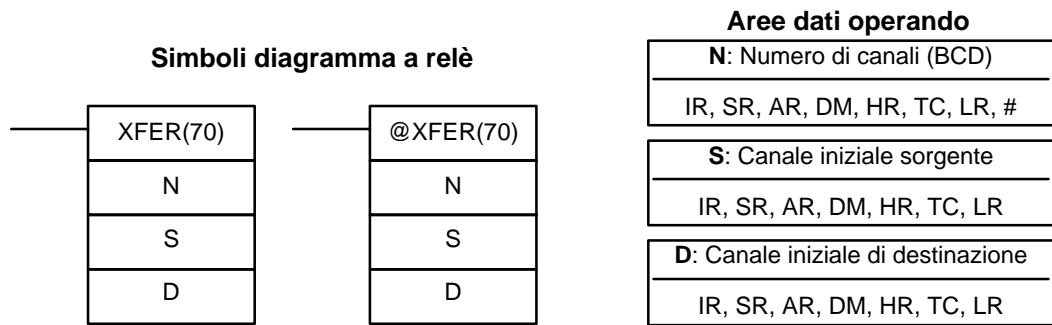 Simboli diagramma a relè
XFER(70)
N
S
D
@XFER(70)
N
S
D
Aree dati operando
N: Numero di canali (BCD)
IR, SR, AR, DM, HR, TC, LR, #
S: Canale iniziale sorgente
IR, SR, AR, DM, HR, TC, LR
D: Canale iniziale di destinazione
IR, SR, AR, DM, HR, TC, LR